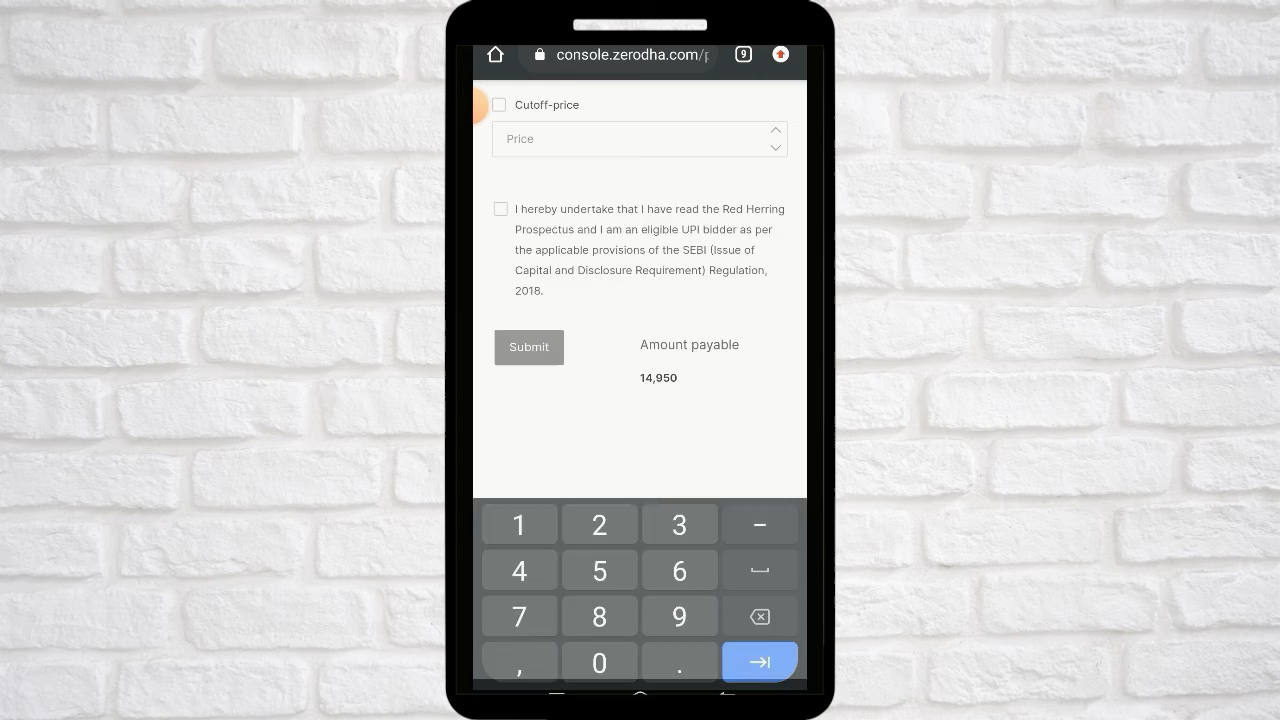 console.zerodha.com/p
9
Cutoff-price
Price
I hereby undertake that I have read the Red Herring
Prospectus and I am an eligible UPI bidder as per
the applicable provisions of the SEBI (Issue of
Capital and Disclosure Requirement) Regulation,
2018.
Submit
Amount payable
14,950
1 2 3 −
4 5 6
7 8 9
, 0 .